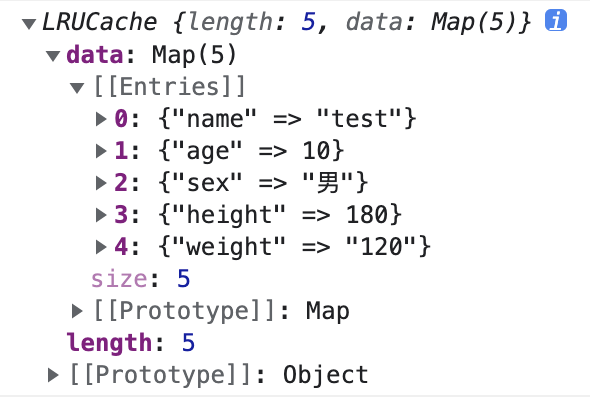 ▼LRUCache {length: 5, data: Map(5)} i
▼data: Map(5)
▼[[Entries]]
▶0: {"name" => "test"}
▶1: {"age" => 10}
▶2: {"sex" => "男"}
▶3: {"height" => 180}
▶4: {"weight" => "120"}
size: 5
▶[[Prototype]]: Map
length: 5
▶[[Prototype]]: Object